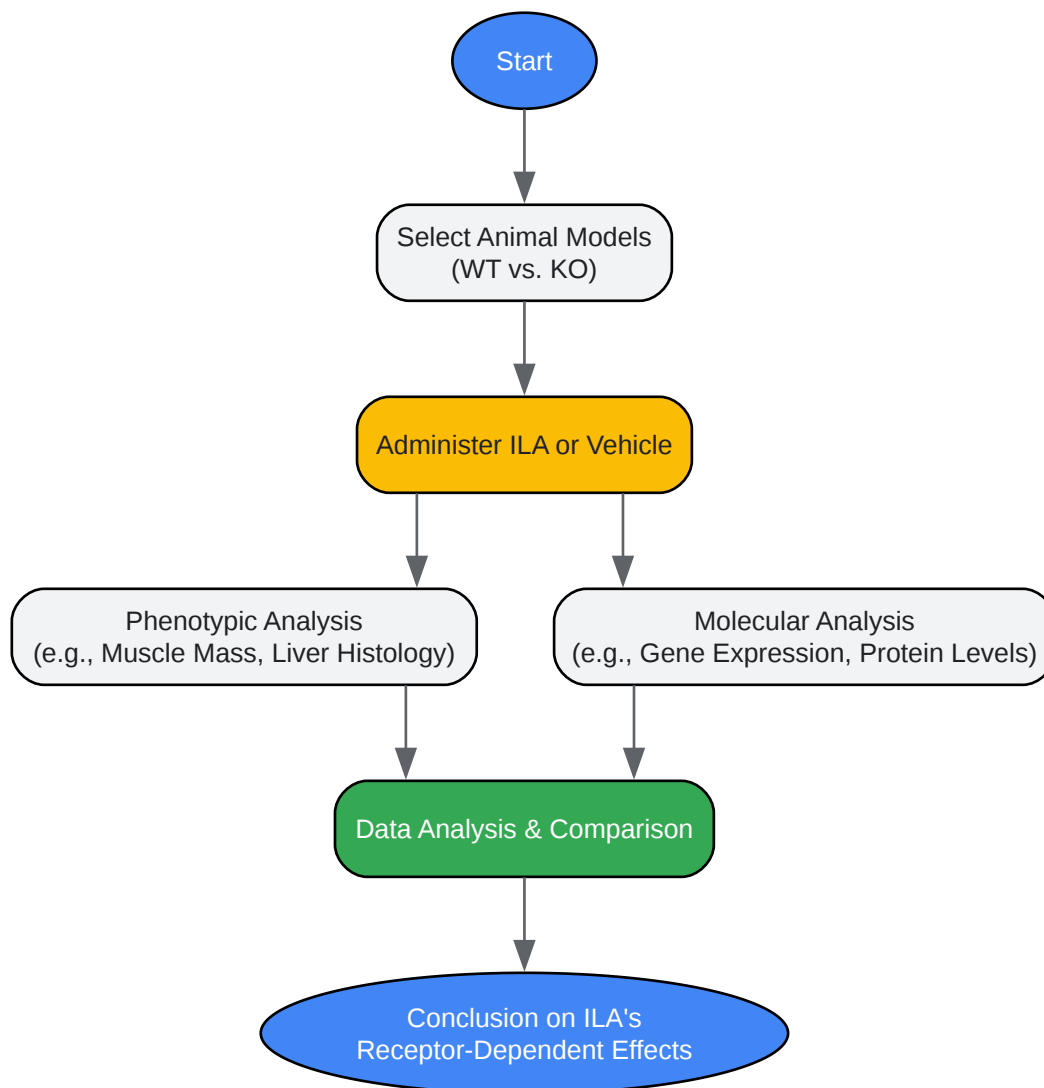 Start
Select Animal Models
(WT vs. KO)
Administer ILA or Vehicle
Phenotypic Analysis
(e.g., Muscle Mass, Liver Histology)
Molecular Analysis
(e.g., Gene Expression, Protein Levels)
Data Analysis & Comparison
Conclusion on ILA's
Receptor-Dependent Effects